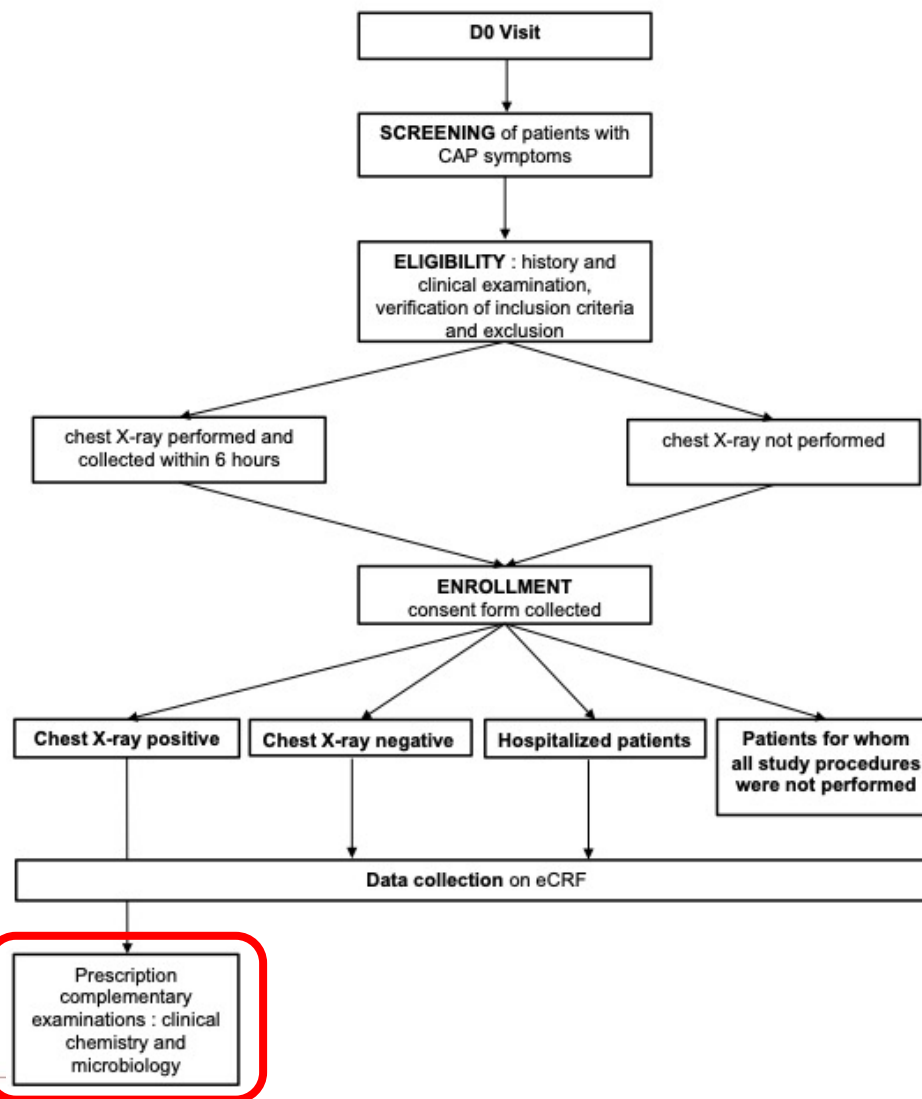 D0 Visit
SCREENING of patients with
CAP symptoms
ELIGIBILITY : history and
clinical examination,
verification of inclusion criteria
and exclusion
chest X-ray performed and
collected within 6 hours
chest X-ray not performed
ENROLLMENT
consent form collected
Chest X-ray positive
Chest X-ray negative
Hospitalized patients
Patients for whom
all study procedures
were not performed
Data collection on eCRF
Prescription
complementary
examinations : clinical
chemistry and
microbiology